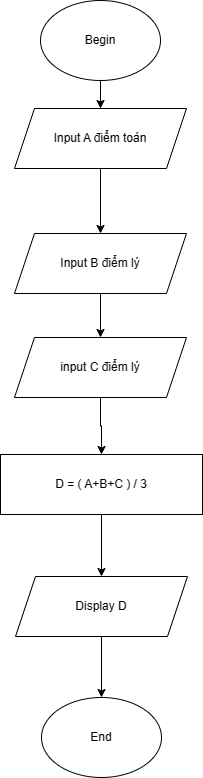 Begin
Input A điểm toán
Input B điểm lý
input C điểm lý
D = ( A+B+C ) / 3
Display D
End